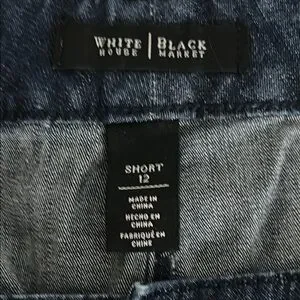 WHITE | BLACK
HOUSE MARKET
SHORT
12
MADE IN
CHINA
HECHO EN
CHINA
FABRIQUÉ EN
CHINE